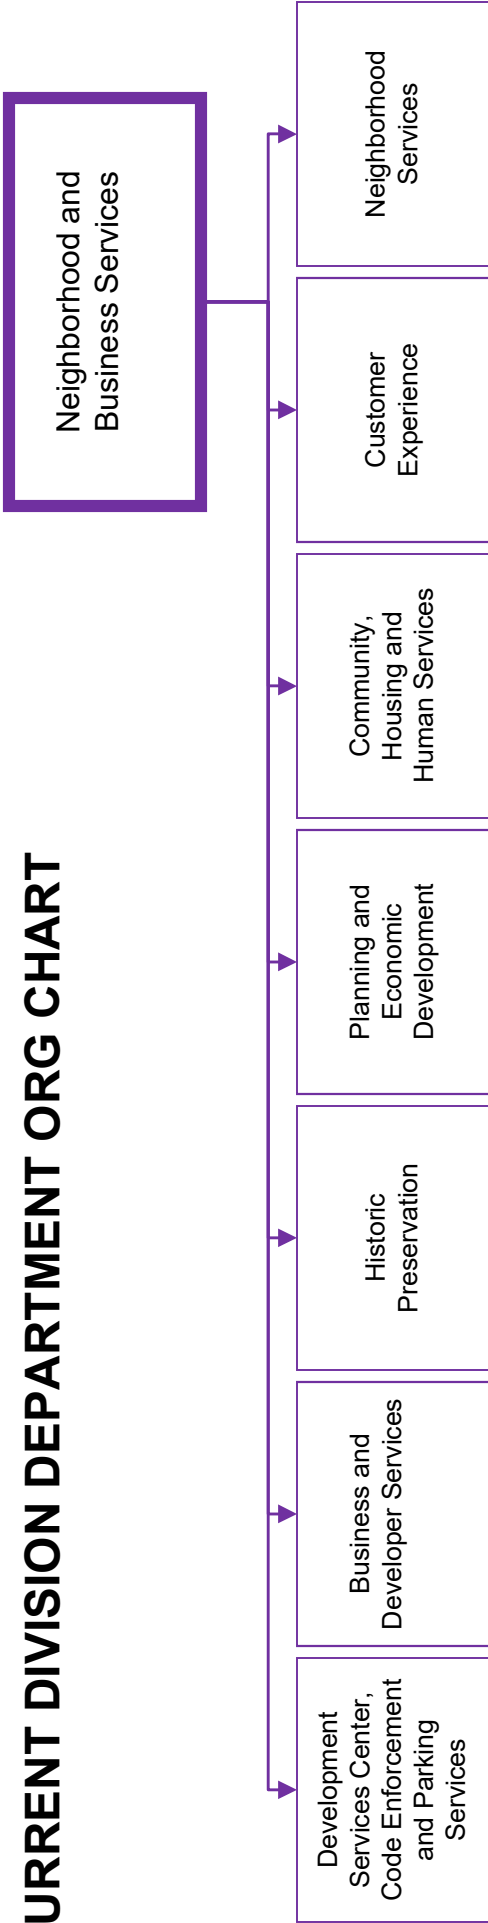 URRENT DIVISION DEPARTMENT ORG CHART
Neighborhood and
Business Services
Development
Services Center,
Code Enforcement
and Parking
Services
Business and
Developer Services
Historic
Preservation
Planning and
Economic
Development
Community,
Housing and
Human Services
Customer
Experience
Neighborhood
Services